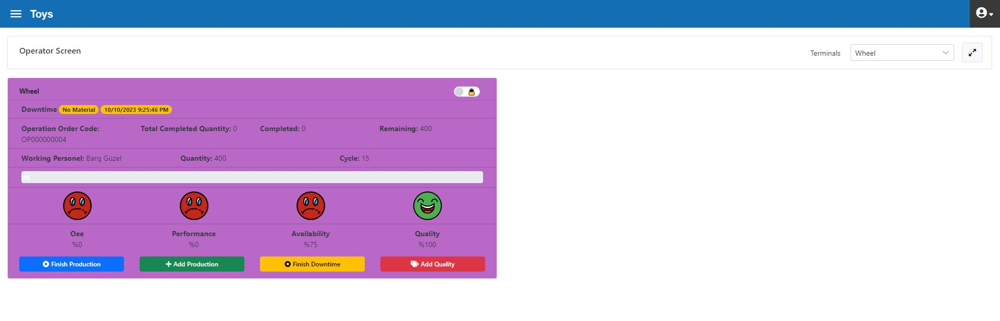 Toys
Operator Screen
Terminals Wheel
Wheel
Downtime No Material 10/10/2023 9:25:46 PM
Operation Order Code: Total Completed Quantity: 0 Completed: 0 Remaining: 400
OP000000004
Working Personel: Barış Güzel Quantity: 400 Cycle: 15
0%
Oee Performance Availability Quality
%0 %0 %75 %100
Finish Production Add Production Finish Downtime Add Quality